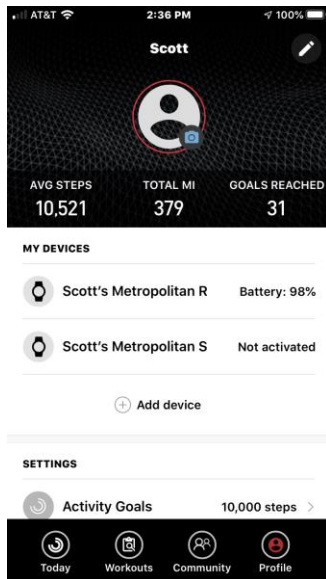 AT&T 2:36 PM 100%
Scott
AVG STEPS TOTAL MI GOALS REACHED
10,521 379 31
MY DEVICES
Scott's Metropolitan R Battery: 98%
Scott's Metropolitan S Not activated
Add device
SETTINGS
Activity Goals 10,000 steps
Today Workouts Community Profile